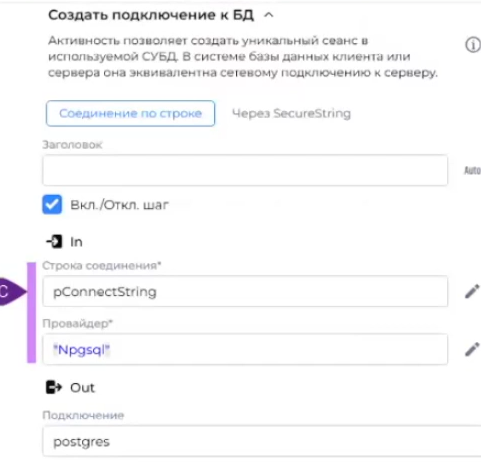 Создать подключение к БД
Активность позволяет создать уникальный сеанс в
используемой СУБД. В системе базы данных клиента или
сервера она эквивалентна сетевому подключению к серверу.
Соединение по строке Через SecureString
Заголовок
Auto
Вкл./Откл. шаг
In
Строка соединения*
C
pConnectString
Провайдер*
"Npgsql"
Out
Подключение
postgres